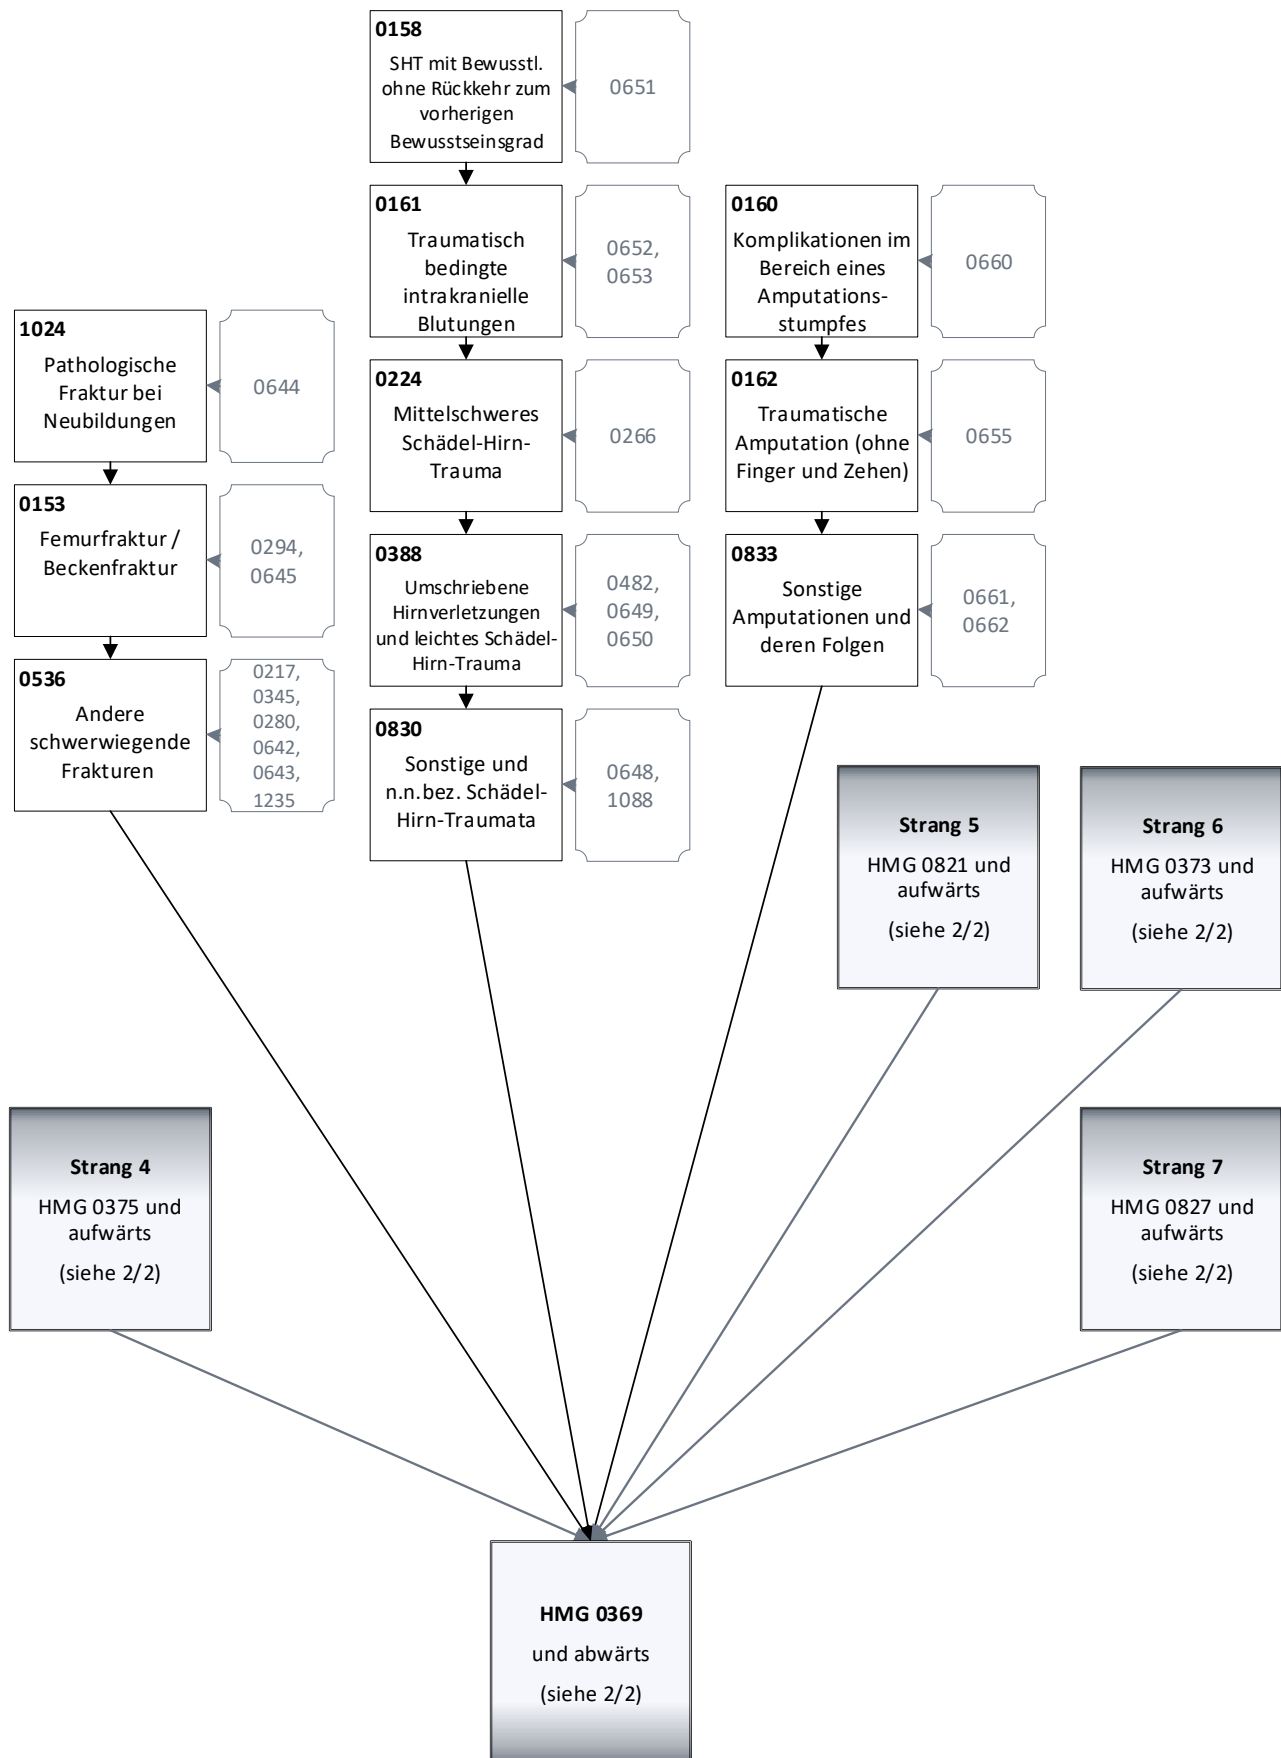 0158
SHT mit Bewusstl.
ohne Rückkehr zum
vorherigen
Bewusstseinsgrad
0651
0161
Traumatisch
bedingte
intrakranielle
Blutungen
0652,
0653
0160
Komplikationen im
Bereich eines
Amputations-
stumpfes
0660
1024
Pathologische
Fraktur bei
Neubildungen
0644
0224
Mittelschweres
Schädel-Hirn-
Trauma
0266
0162
Traumatische
Amputation (ohne
Finger und Zehen)
0655
0153
Femurfraktur /
Beckenfraktur
0294,
0645
0388
Umschriebene
Hirnverletzungen
und leichtes Schädel-
Hirn-Trauma
0482,
0649,
0650
0833
Sonstige
Amputationen und
deren Folgen
0661,
0662
0536
Andere
schwerwiegende
Frakturen
0217,
0345,
0280,
0642,
0643,
1235
0830
Sonstige und
n.n.bez. Schädel-
Hirn-Traumata
0648,
1088
Strang 5
HMG 0821 und
aufwärts
(siehe 2/2)
Strang 6
HMG 0373 und
aufwärts
(siehe 2/2)
Strang 4
HMG 0375 und
aufwärts
(siehe 2/2)
Strang 7
HMG 0827 und
aufwärts
(siehe 2/2)
HMG 0369
und abwärts
(siehe 2/2)